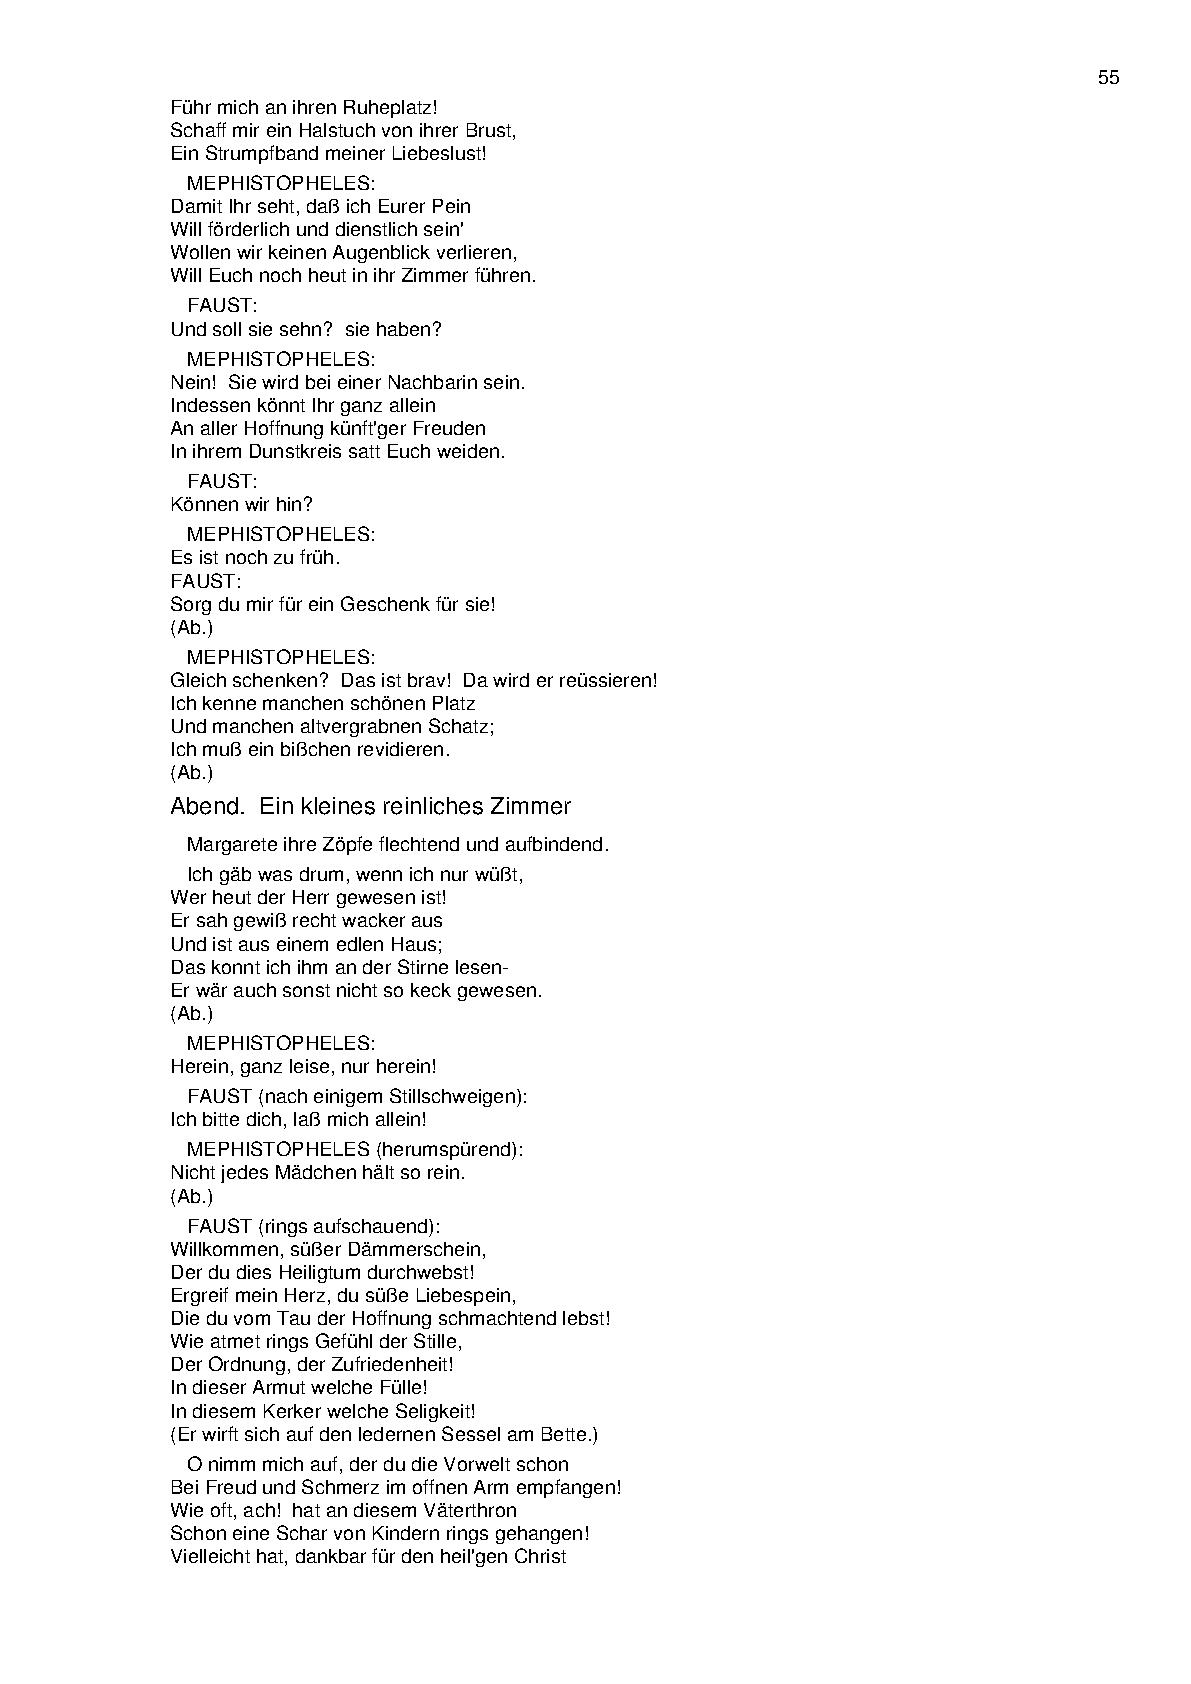 55
Führ mich an ihren Ruheplatz!
Schaff mir ein Halstuch von ihrer Brust,
Ein Strumpfband meiner Liebeslust!
MEPHISTOPHELES:
Damit Ihr seht, daß ich Eurer Pein
Will förderlich und dienstlich sein'
Wollen wir keinen Augenblick verlieren,
Will Euch noch heut in ihr Zimmer führen.
FAUST:
Und soll sie sehn?  sie haben?
MEPHISTOPHELES:
Nein!  Sie wird bei einer Nachbarin sein.
Indessen könnt Ihr ganz allein
An aller Hoffnung künft'ger Freuden
In ihrem Dunstkreis satt Euch weiden.
FAUST:
Können wir hin?
MEPHISTOPHELES:
Es ist noch zu früh.
FAUST:
Sorg du mir für ein Geschenk für sie!
(Ab.)
MEPHISTOPHELES:
Gleich schenken?  Das ist brav!  Da wird er reüssieren!
Ich kenne manchen schönen Platz
Und manchen altvergrabnen Schatz;
Ich muß ein bißchen revidieren.
(Ab.)
Abend.  Ein kleines reinliches Zimmer
Margarete ihre Zöpfe flechtend und aufbindend.
Ich gäb was drum, wenn ich nur wüßt,
Wer heut der Herr gewesen ist!
Er sah gewiß recht wacker aus
Und ist aus einem edlen Haus;
Das konnt ich ihm an der Stirne lesen-
Er wär auch sonst nicht so keck gewesen.
(Ab.)
MEPHISTOPHELES:
Herein, ganz leise, nur herein!
FAUST (nach einigem Stillschweigen):
Ich bitte dich, laß mich allein!
MEPHISTOPHELES (herumspürend):
Nicht jedes Mädchen hält so rein.
(Ab.)
FAUST (rings aufschauend):
Willkommen, süßer Dämmerschein,
Der du dies Heiligtum durchwebst!
Ergreif mein Herz, du süße Liebespein,
Die du vom Tau der Hoffnung schmachtend lebst!
Wie atmet rings Gefühl der Stille,
Der Ordnung, der Zufriedenheit!
In dieser Armut welche Fülle!
In diesem Kerker welche Seligkeit!
(Er wirft sich auf den ledernen Sessel am Bette.)
O nimm mich auf, der du die Vorwelt schon
Bei Freud und Schmerz im offnen Arm empfangen!
Wie oft, ach!  hat an diesem Väterthron
Schon eine Schar von Kindern rings gehangen!
Vielleicht hat, dankbar für den heil'gen Christ